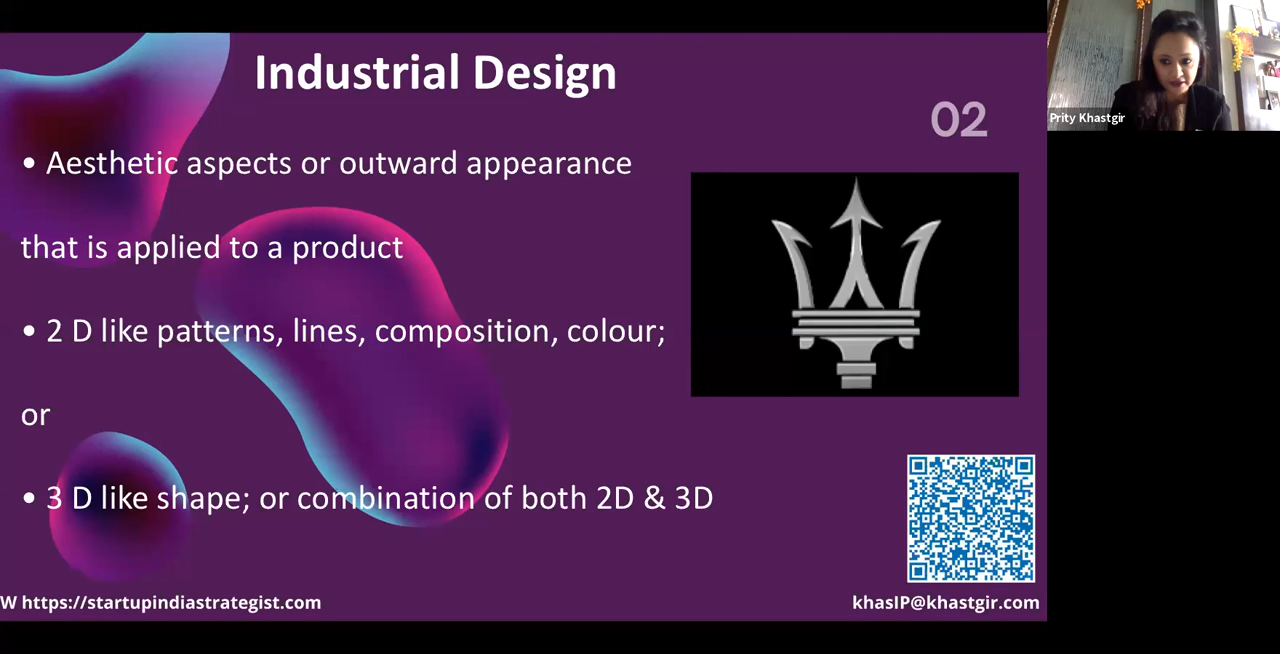 Industrial Design
02
Prity Khastgir
• Aesthetic aspects or outward appearance
that is applied to a product
• 2 D like patterns, lines, composition, colour;
or
• 3 D like shape; or combination of both 2D & 3D
W https://startupindiastrategist.com
khasIP@khastgir.com